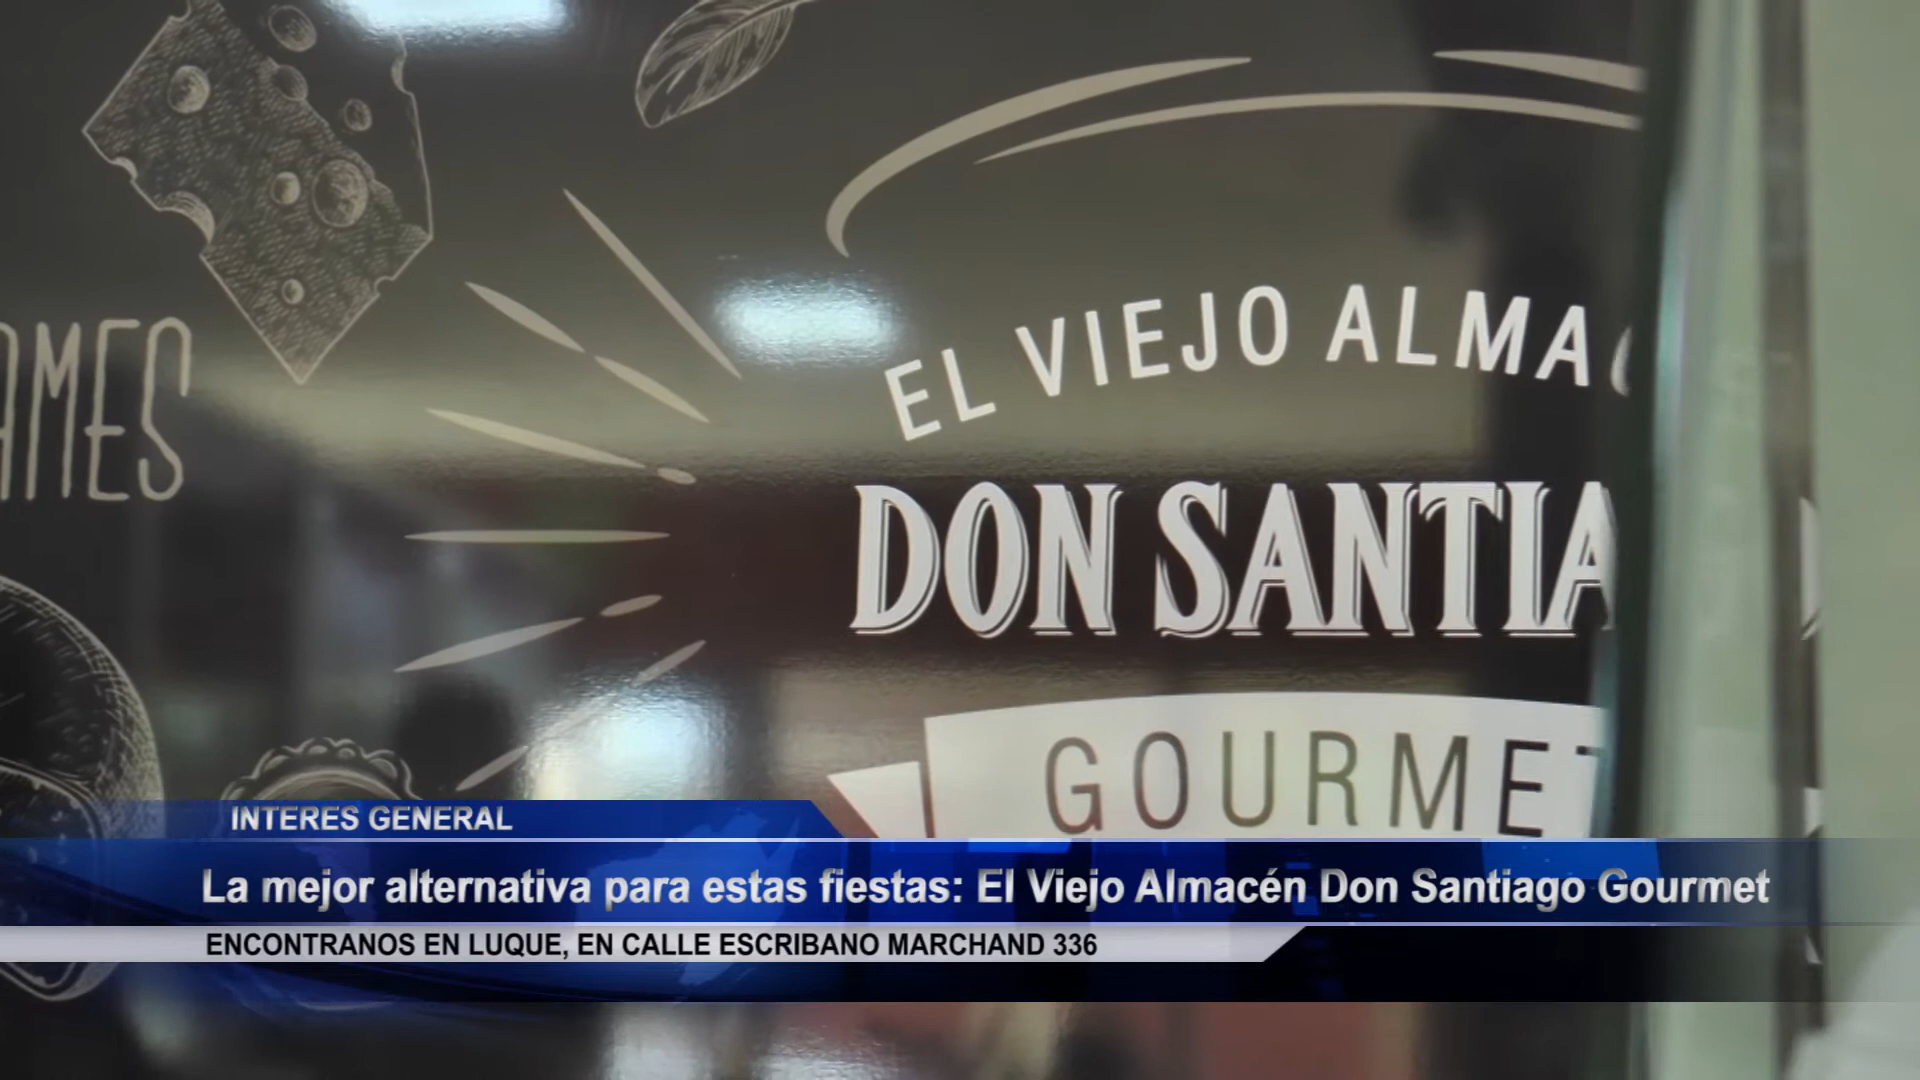 AMES
EL VIEJO ALMAC
DON SANTIA
GOURMET
INTERES GENERAL
La mejor alternativa para estas fiestas: El Viejo Almacén Don Santiago Gourmet
ENCONTRANOS EN LUQUE, EN CALLE ESCRIBANO MARCHAND 336